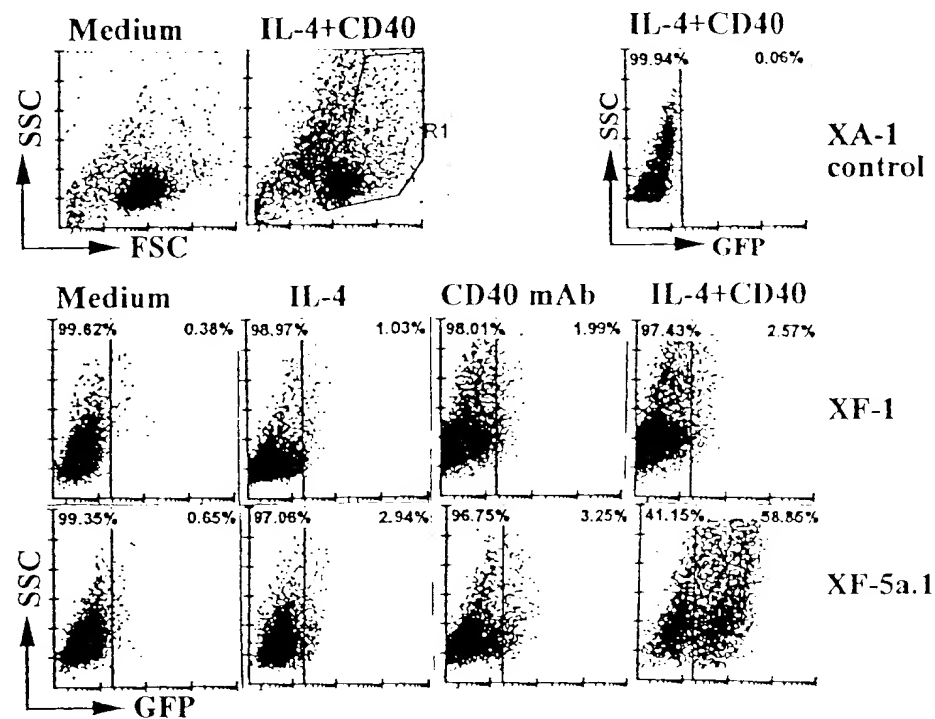 Medium
IL-4+CD40
IL-4+CD40
SSC
R1
FSC
99.94%
0.06%
SSC
GFP
XA-1
control
Medium
IL-4
CD40 mAb
IL-4+CD40
99.62%
0.38%
98.97%
1.03%
98.01%
1.99%
97.43%
2.57%
XF-1
99.35%
0.65%
97.06%
2.94%
96.75%
3.25%
41.15%
58.85%
SSC
XF-5a.1
GFP